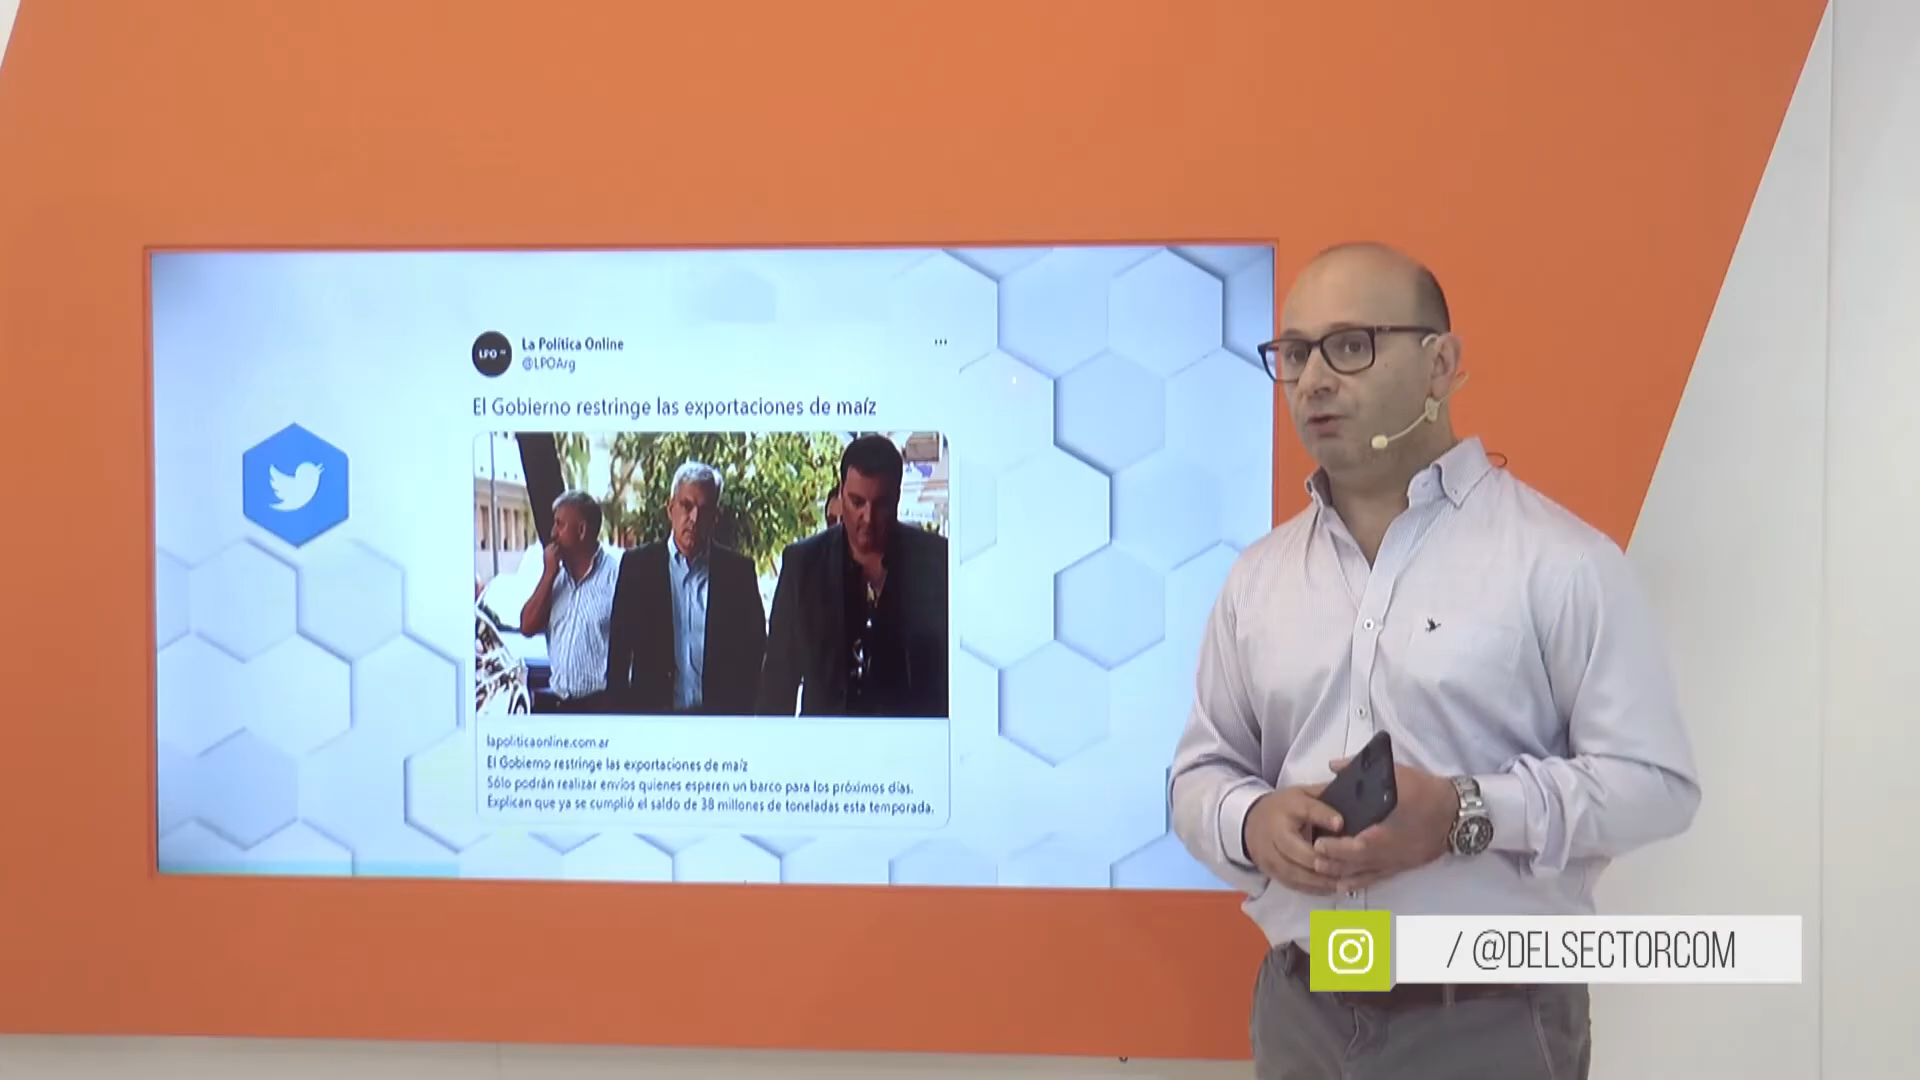 LPO
La Política Online
@LPOArg
El Gobierno restringe las exportaciones de maíz
lapoliticaonline.com.ar
El Gobierno restringe las exportaciones de maíz
Sólo podrán realizar envíos quienes esperen un barco para los próximos días.
Explican que ya se cumplió el saldo de 38 millones de toneladas esta temporada.
/ @DELSECTORCOM